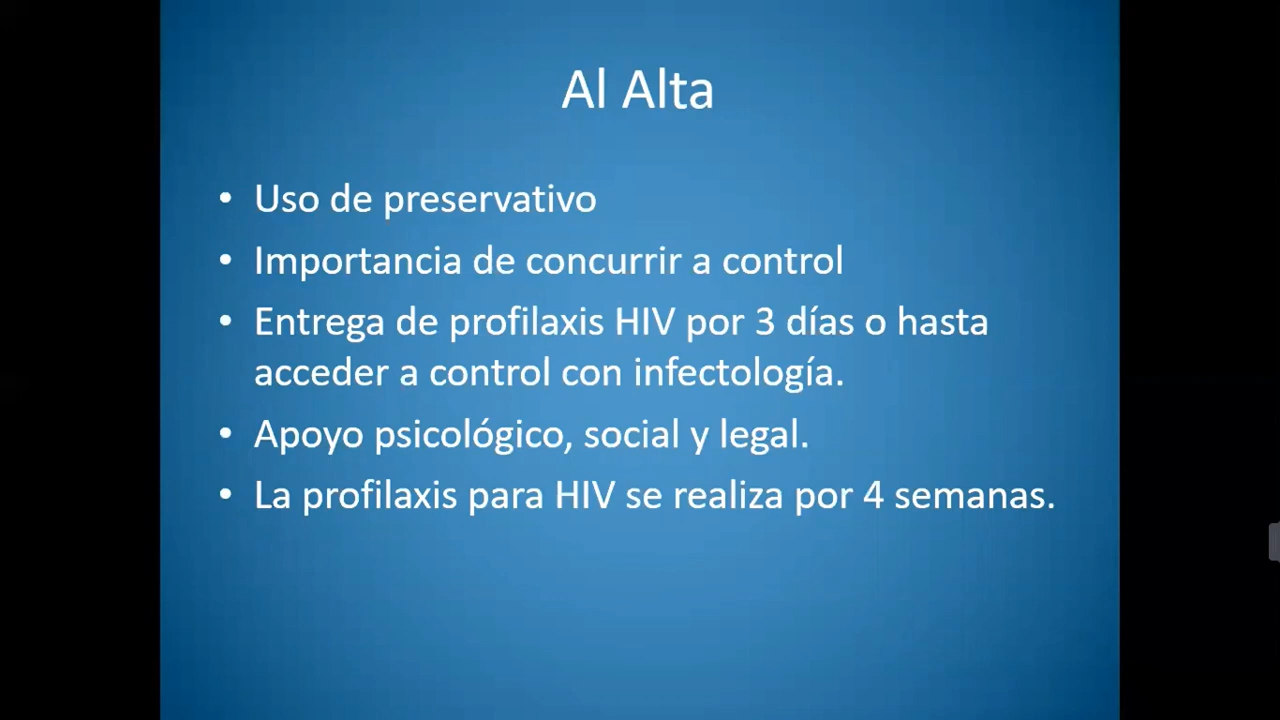 Al Alta
• Uso de preservativo
• Importancia de concurrir a control
• Entrega de profilaxis HIV por 3 días o hasta
acceder a control con infectología.
• Apoyo psicológico, social y legal.
• La profilaxis para HIV se realiza por 4 semanas.